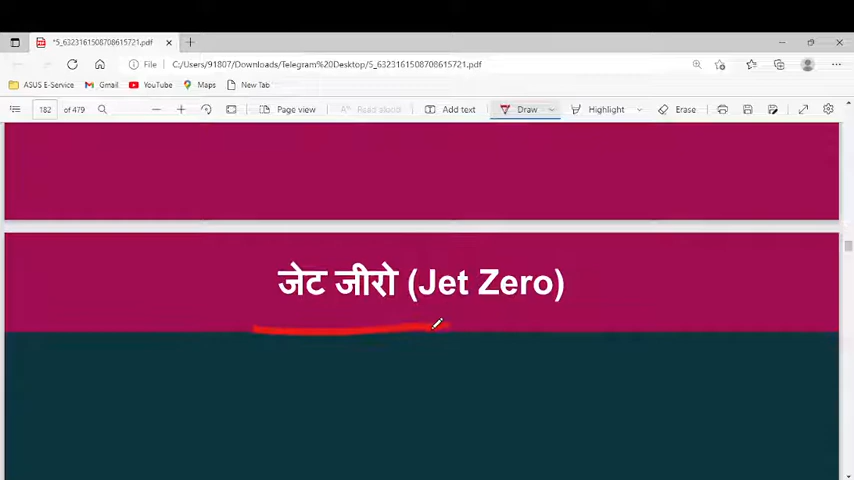 *5_6323161508708615721.pdf
File
C:/Users/91807/Downloads/Telegram%20Desktop/5_6323161508708615721.pdf
ASUS E-Service
Gmail
YouTube
Maps
New Tab
182 of 479
Page view
Read aloud
Add text
Draw
Highlight
Erase
जेट जीरो (Jet Zero)